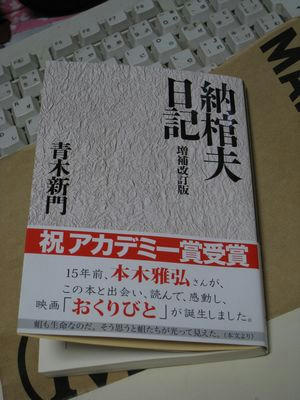 納棺夫
日記
増補改訂版
青木新門
祝アカデミー賞受賞
15年前、本木雅弘さんが、
この本と出会い、読んで、感動し、
映画「おくりびと」が誕生しました。
蛆も生命なのだ。そう思うと蛆たちが光って見えた。(本文より)